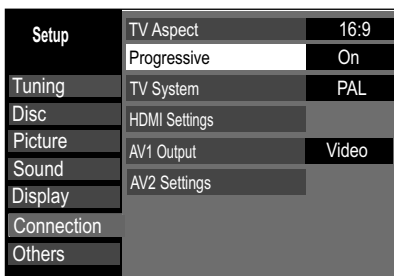 Setup
Tuning
Disc
Picture
Sound
Display
Connection
Others
TV Aspect 16:9
Progressive On
TV System PAL
HDMI Settings
AV1 Output Video
AV2 Settings